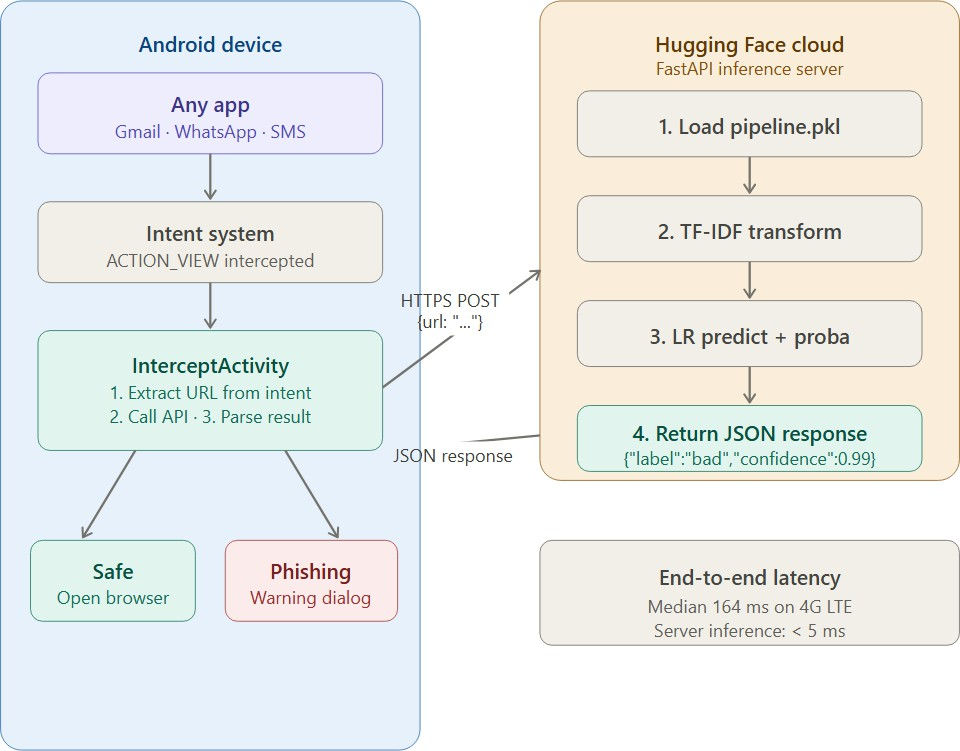 Android device
Any app
Gmail · WhatsApp · SMS
Intent system
ACTION_VIEW intercepted
InterceptActivity
1. Extract URL from intent
2. Call API · 3. Parse result
Safe
Open browser
Phishing
Warning dialog
HTTPS POST
{url: "..."}
JSON response
Hugging Face cloud
FastAPI inference server
1. Load pipeline.pkl
2. TF-IDF transform
3. LR predict + proba
4. Return JSON response
{"label":"bad","confidence":0.99}
End-to-end latency
Median 164 ms on 4G LTE
Server inference: < 5 ms